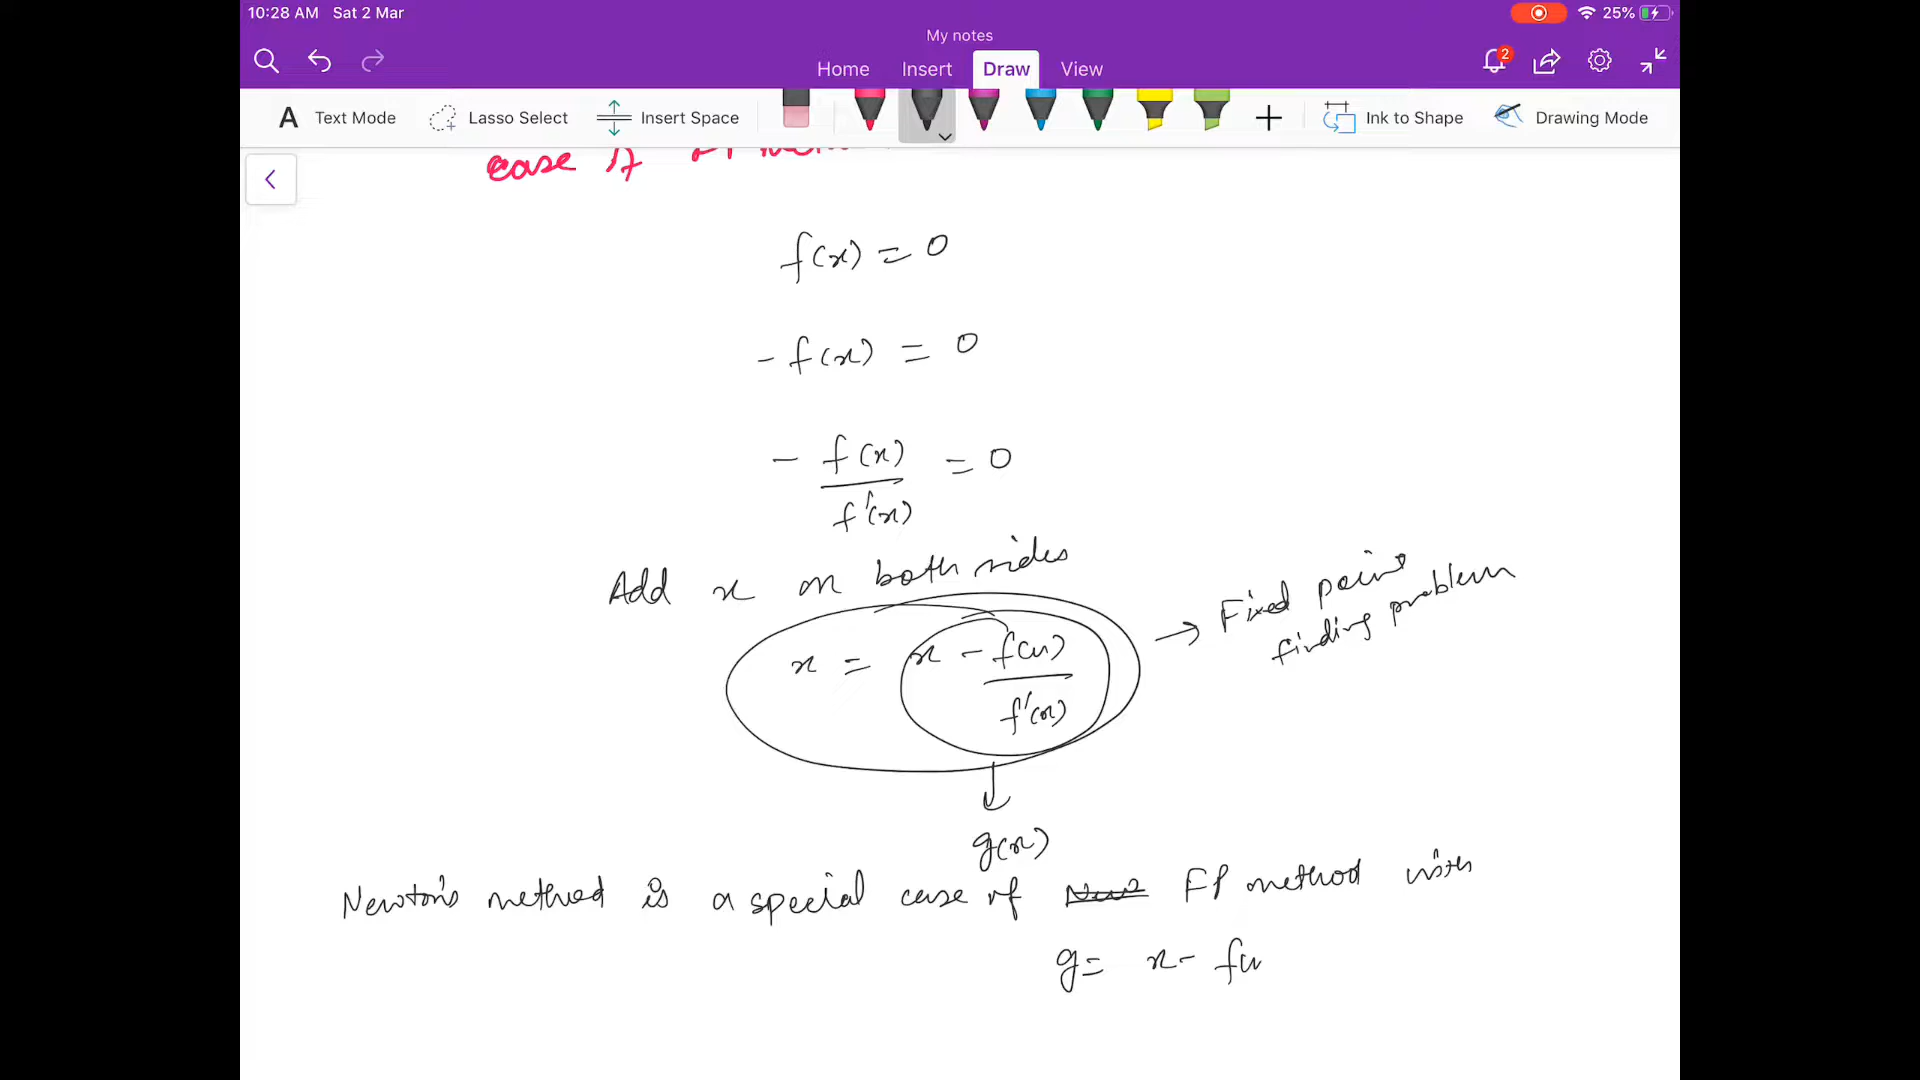 10:28 AM Sat 2 Mar
25%
My notes
Home Insert Draw View
2
A Text Mode Lasso Select Insert Space Ink to Shape Drawing Mode
case if
f(x) = 0
- f(x) = 0
- f(x)/f'(x) = 0
Add x on both sides
x = x - f(x)/f'(x) → Fixed point
finding problem
g(x)
Newton's method is a special case of FP method with
g = x - f(x